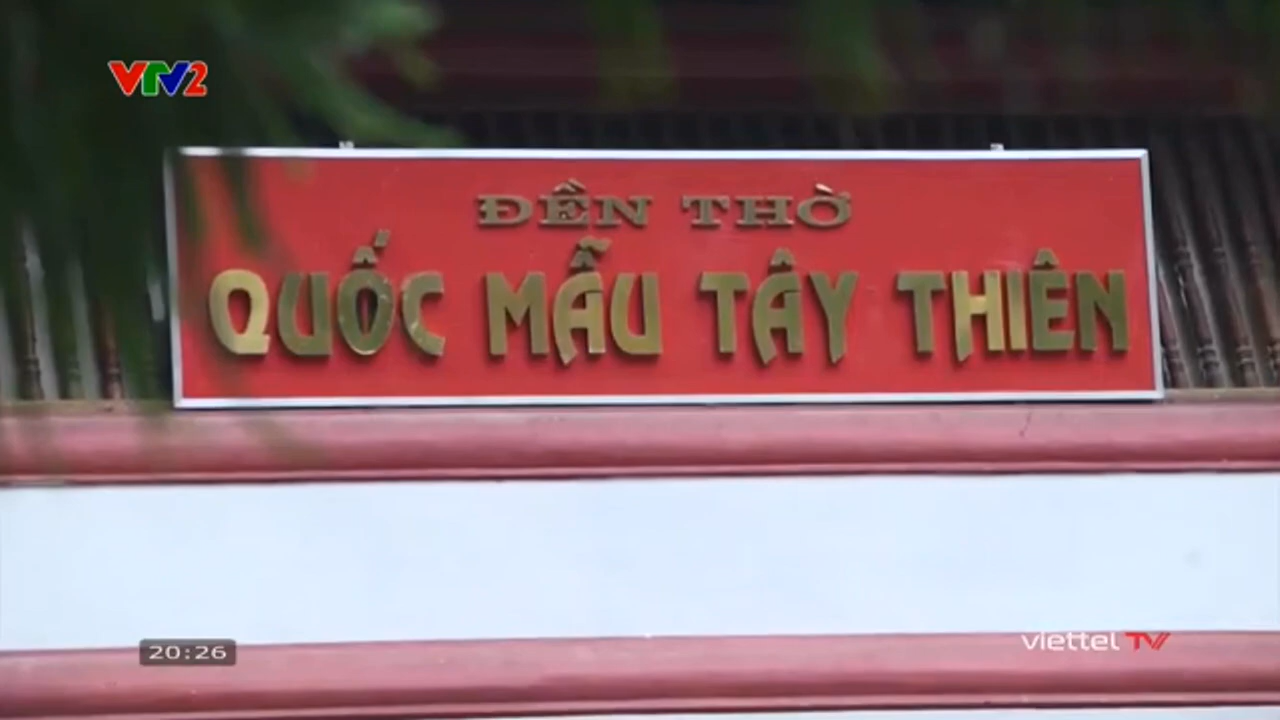 VTV2
ĐỀN THỜ
QUỐC MẪU TÂY THIÊN
20:26
viettel TV